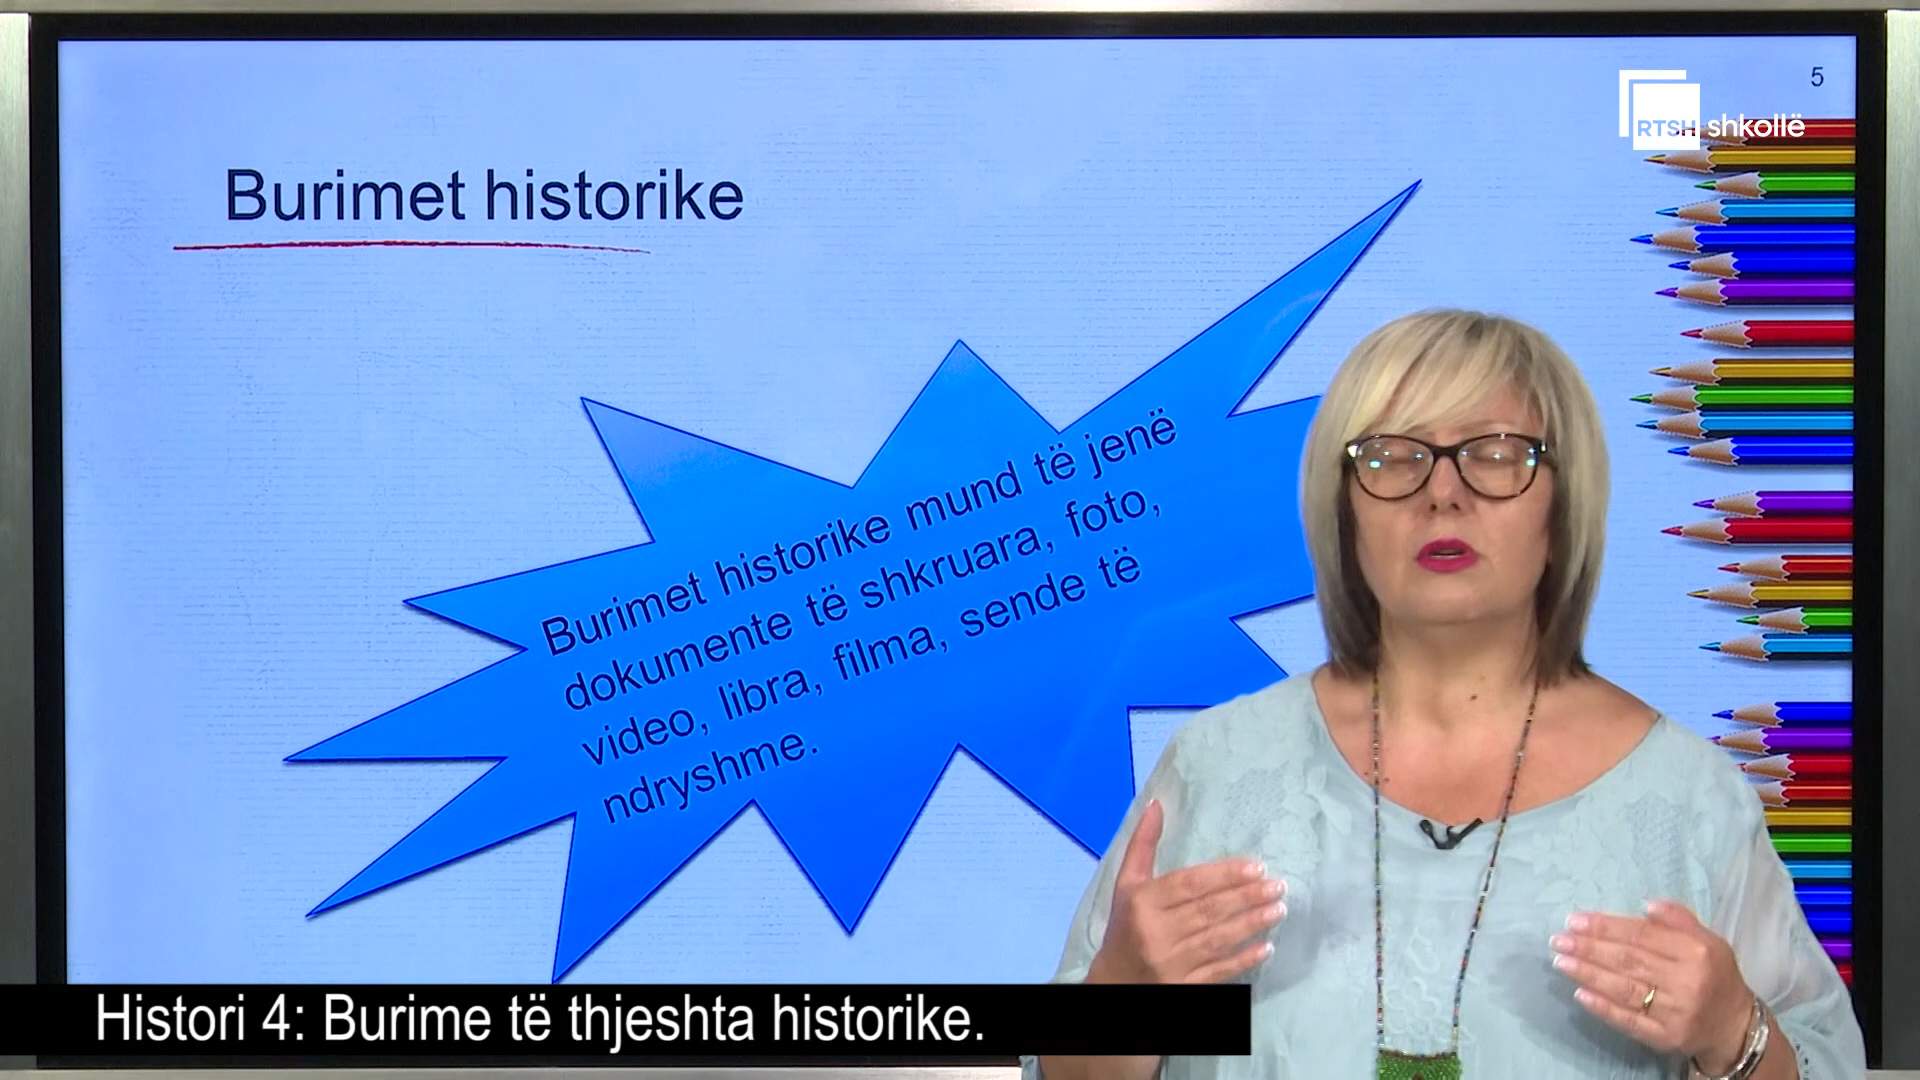 5
RTSH shkollë
Burimet historike
Burimet historike mund të jenë
dokumente të shkruara, foto,
video, libra, filma, sende të
ndryshme.
Histori 4: Burime të thjeshta historike.